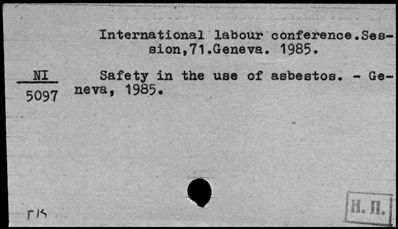 International labour conference.Ses-
sion,71.Geneva. 1985.
NI
5097
Safety in the use of asbestos. - Ge-
neva, 1985.
Н. П.